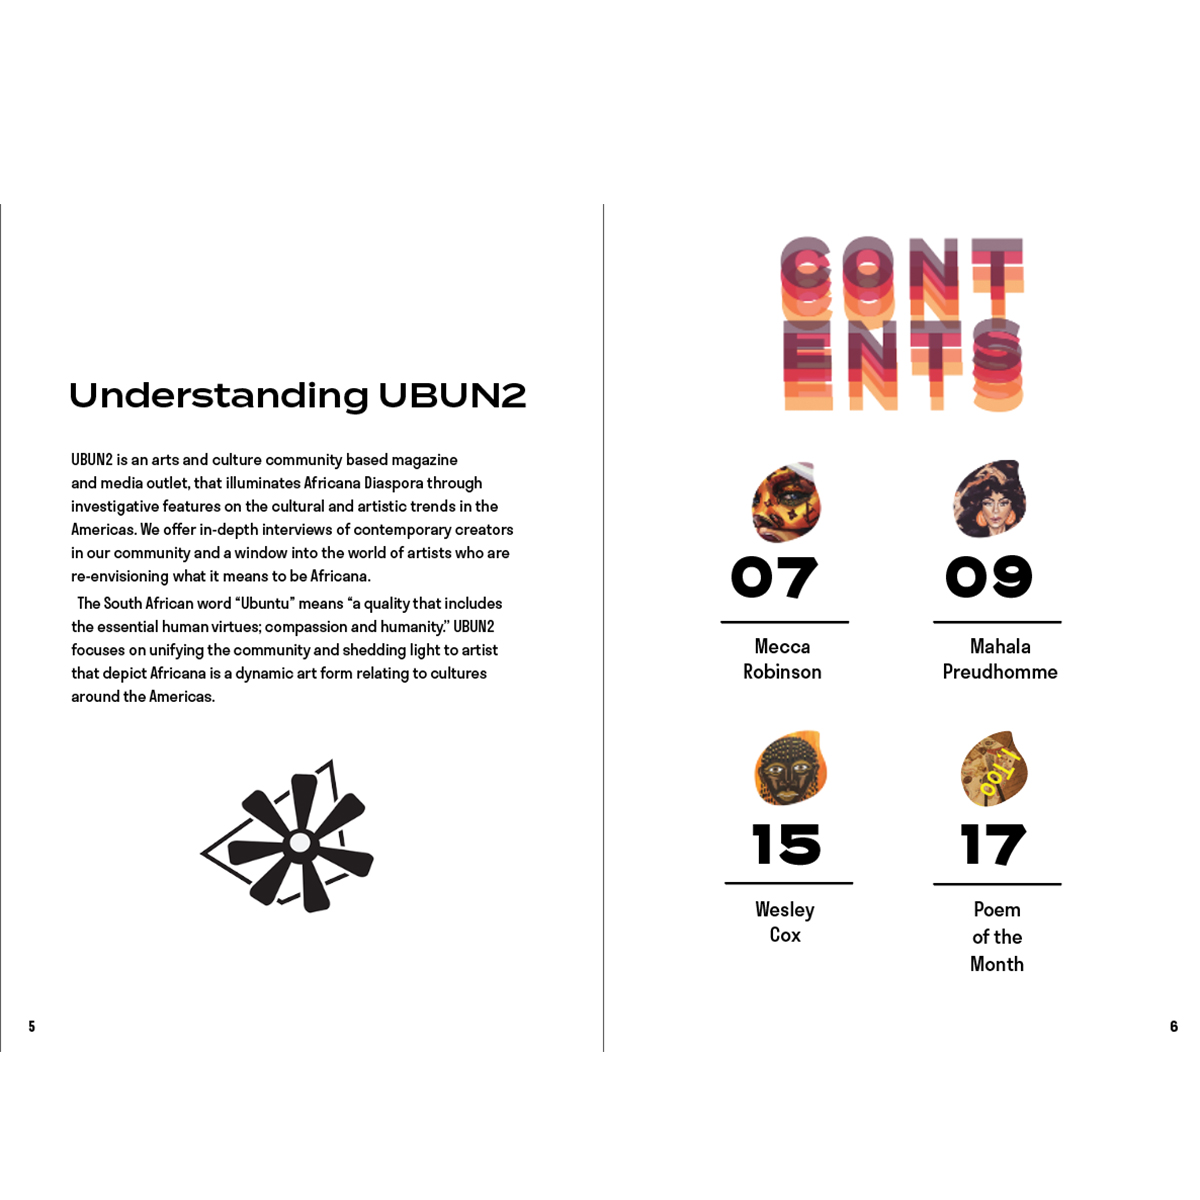 Understanding UBUN2
UBUN2 is an arts and culture community based magazine
and media outlet, that illuminates Africana Diaspora through
investigative features on the cultural and artistic trends in the
Americas. We offer in-depth interviews of contemporary creators
in our community and a window into the world of artists who are
re-envisioning what it means to be Africana.
The South African word “Ubuntu” means “a quality that includes
the essential human virtues; compassion and humanity.” UBUN2
focuses on unifying the community and shedding light to artist
that depict Africana is a dynamic art form relating to cultures
around the Americas.
5
CONT
ENTS
07
Mecca
Robinson
09
Mahala
Preudhomme
15
Wesley
Cox
I, Too
17
Poem
of the
Month
6